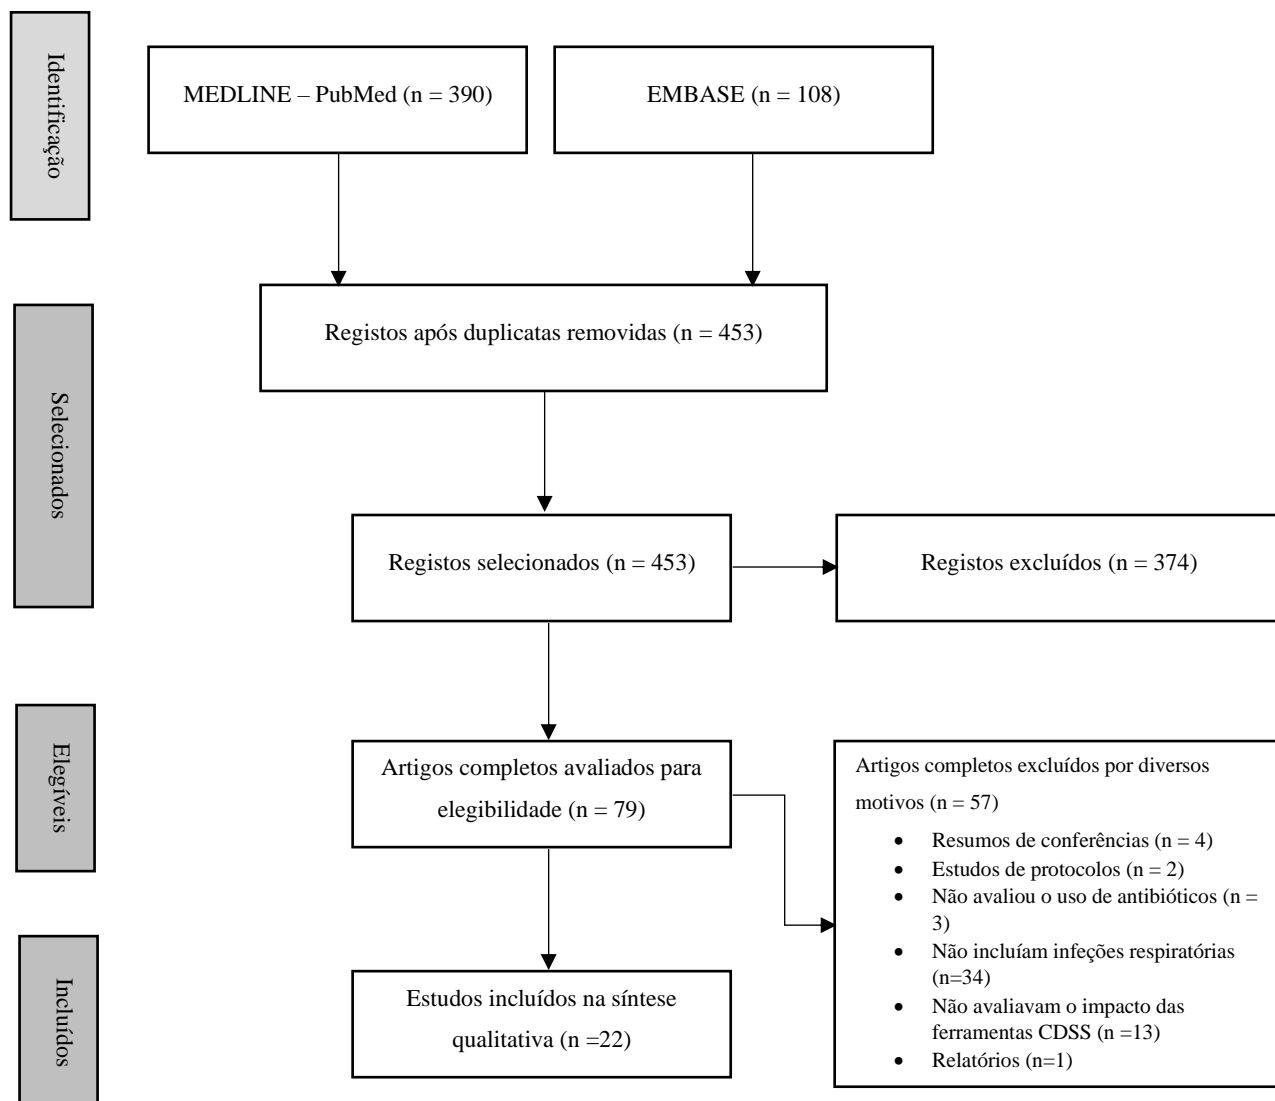 Identificação
MEDLINE – PubMed (n = 390)
EMBASE (n = 108)
Selecionados
Registos após duplicatas removidas (n = 453)
Registos selecionados (n = 453)
Registos excluídos (n = 374)
Elegíveis
Artigos completos avaliados para
elegibilidade (n = 79)
Artigos completos excluídos por diversos
motivos (n = 57)
• Resumos de conferências (n = 4)
• Estudos de protocolos (n = 2)
• Não avaliou o uso de antibióticos (n =
3)
• Não incluíam infeções respiratórias
(n=34)
• Não avaliavam o impacto das
ferramentas CDSS (n =13)
• Relatórios (n=1)
Incluídos
Estudos incluídos na síntese
qualitativa (n =22)